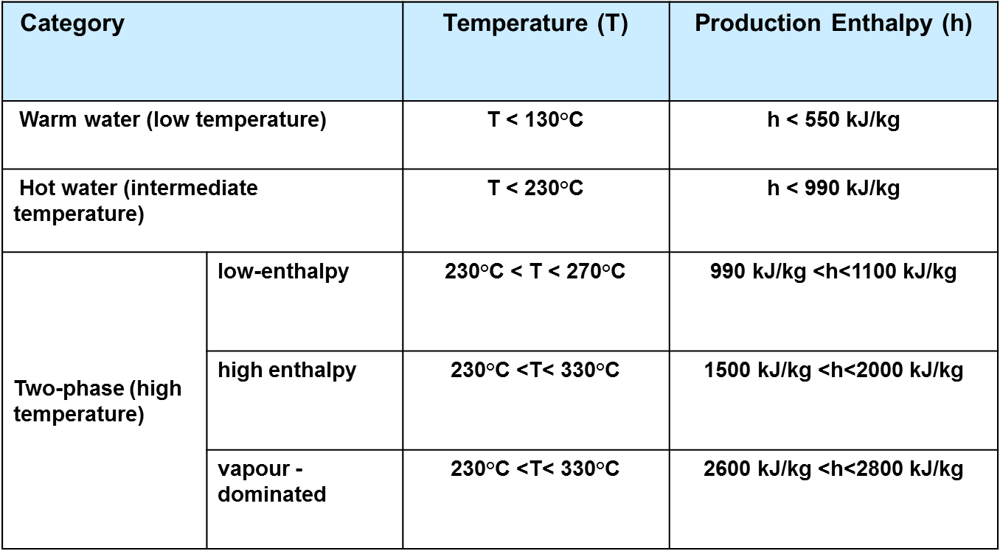 Category Temperature (T) Production Enthalpy (h)
Warm water (low temperature) T < 130°C h < 550 kJ/kg
Hot water (intermediate
temperature) T < 230°C h < 990 kJ/kg
Two-phase (high
temperature)
low-enthalpy 230°C < T < 270°C 990 kJ/kg <h<1100 kJ/kg
high enthalpy 230°C <T< 330°C 1500 kJ/kg <h<2000 kJ/kg
vapour -
dominated 230°C <T< 330°C 2600 kJ/kg <h<2800 kJ/kg